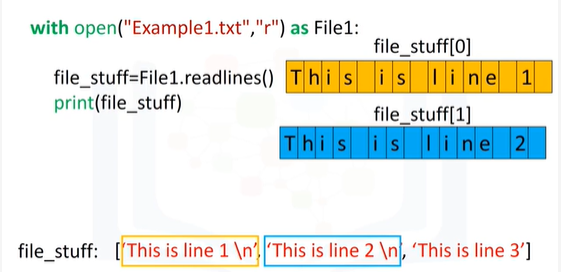 with open("Example1.txt","r") as File1:
file_stuff[0]
file_stuff=File1.readlines() This is line 1
print(file_stuff) file_stuff[1]
This is line 2
file_stuff: ['This is line 1 \n', 'This is line 2 \n', 'This is line 3']